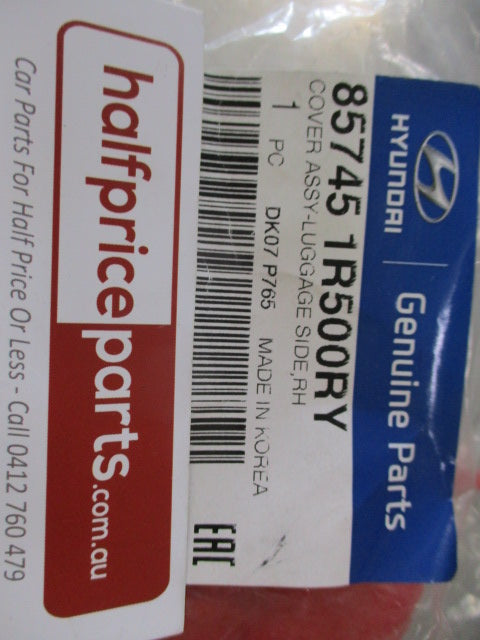 HYUNDAI
Genuine Parts
85745 1R500RY
COVER ASSY-LUGGAGE SIDE,RH
1 PC DK07 P765 MADE IN KOREA
EAC
halfpriceparts.com.au
Car Parts For Half Price Or Less - Call 0412 760 479